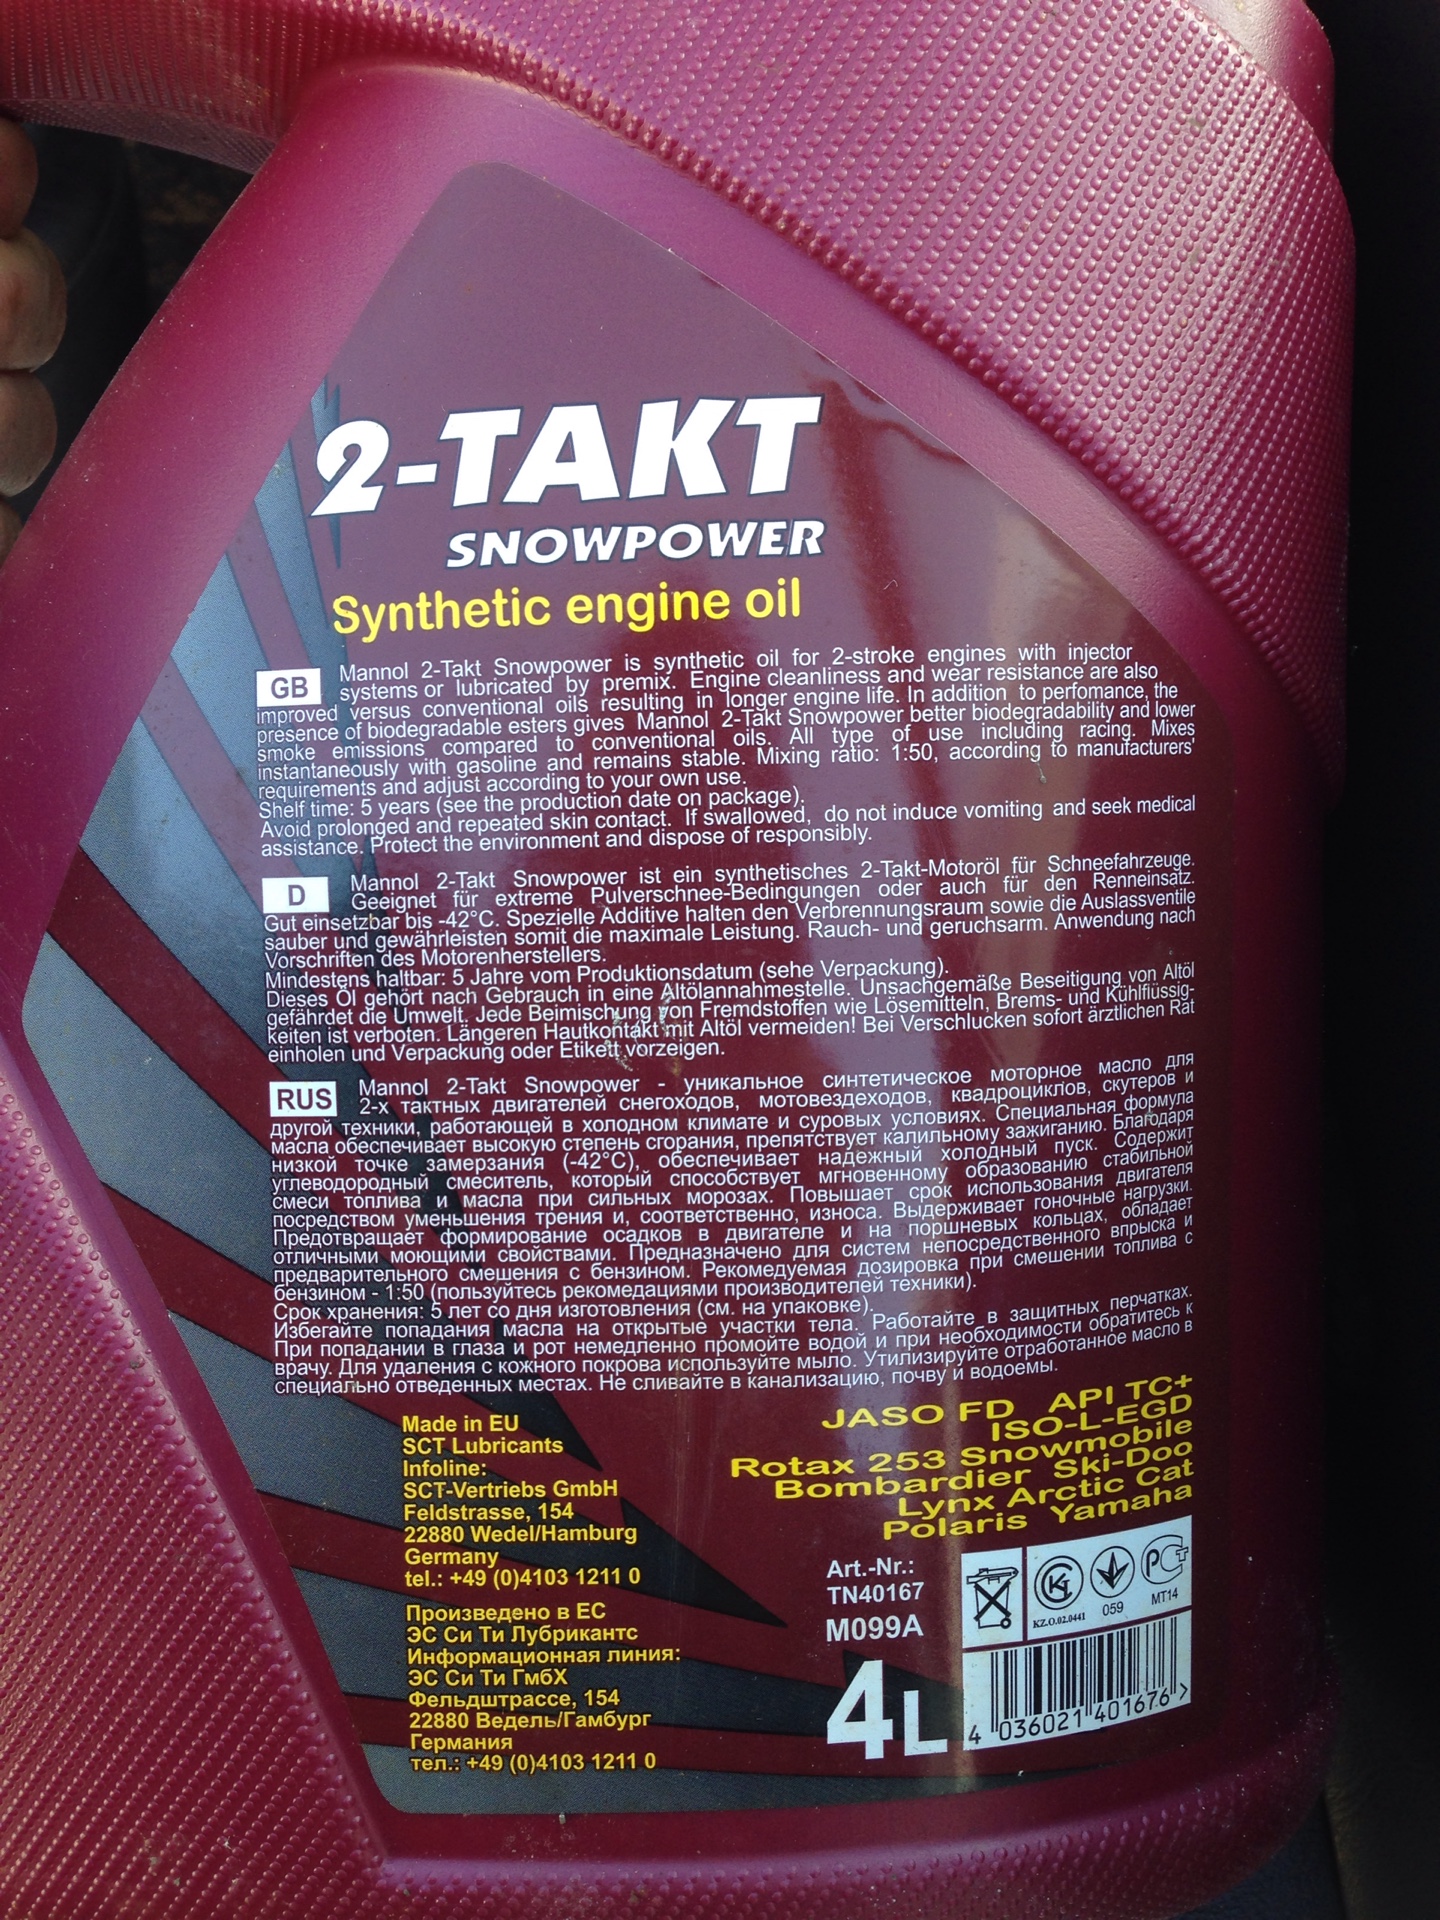 2-TAKT
SNOWPOWER
Synthetic engine oil
GB
Mannol 2-Takt Snowpower is synthetic oil for 2-stroke engines with injector
systems or lubricated by premix. Engine cleanliness and wear resistance are also
improved versus conventional oils resulting in longer engine life. In addition to perfomance, the
presence of biodegradable esters gives Mannol 2-Takt Snowpower better biodegradability and lower
smoke emissions compared to conventional oils. All type of use including racing. Mixes
instantaneously with gasoline and remains stable. Mixing ratio: 1:50, according to manufacturers'
requirements and adjust according to your own use.
Shelf time: 5 years (see the production date on package).
Avoid prolonged and repeated skin contact. If swallowed, do not induce vomiting and seek medical
assistance. Protect the environment and dispose of responsibly.
D
Mannol 2-Takt Snowpower ist ein synthetisches 2-Takt-Motoröl für Schneefahrzeuge.
Geeignet für extreme Pulverschnee-Bedingungen oder auch für den Renneinsatz.
Gut einsetzbar bis -42°C. Spezielle Additive halten den Verbrennungsraum sowie die Auslassventile
sauber und gewährleisten somit die maximale Leistung. Rauch- und geruchsarm. Anwendung nach
Vorschriften des Motorenherstellers.
Mindestens haltbar: 5 Jahre vom Produktionsdatum (sehe Verpackung).
Dieses Öl gehört nach Gebrauch in eine Altölannahmestelle. Unsachgemäße Beseitigung von Altöl
gefährdet die Umwelt. Jede Beimischung von Fremdstoffen wie Lösemitteln, Brems- und Kühlflüssig-
keiten ist verboten. Längeren Hautkontakt mit Altöl vermeiden! Bei Verschlucken sofort ärztlichen Rat
einholen und Verpackung oder Etikett vorzeigen.
RUS
Mannol 2-Takt Snowpower - уникальное синтетическое моторное масло для
2-х тактных двигателей снегоходов, мотовездеходов, квадроциклов, скутеров и
другой техники, работающей в холодном климате и суровых условиях. Специальная формула
масла обеспечивает высокую степень сгорания, препятствует калильному зажиганию. Благодаря
низкой точке замерзания (-42°C), обеспечивает надежный холодный пуск. Содержит
углеводородный смеситель, который способствует мгновенному образованию стабильной
смеси топлива и масла при сильных морозах. Повышает срок использования двигателя
посредством уменьшения трения и, соответственно, износа. Выдерживает гоночные нагрузки.
Предотвращает формирование осадков в двигателе и на поршневых кольцах, обладает
отличными моющими свойствами. Предназначено для систем непосредственного впрыска и
предварительного смешения с бензином. Рекомедуемая дозировка при смешении топлива с
бензином - 1:50 (пользуйтесь рекомедациями производителей техники).
Срок хранения: 5 лет со дня изготовления (см. на упаковке).
Избегайте попадания масла на открытые участки тела. Работайте в защитных перчатках.
При попадании в глаза и рот немедленно промойте водой и при необходимости обратитесь к
врачу. Для удаления с кожного покрова используйте мыло. Утилизируйте отработанное масло в
специально отведенных местах. Не сливайте в канализацию, почву и водоемы.
JASO FD API TC+
ISO-L-EGD
Rotax 253 Snowmobile
Bombardier Ski-Doo
Lynx Arctic Cat
Polaris Yamaha
Made in EU
SCT Lubricants
Infoline:
SCT-Vertriebs GmbH
Feldstrasse, 154
22880 Wedel/Hamburg
Germany
tel.: +49 (0)4103 1211 0
Произведено в ЕС
ЭС Си Ти Лубрикантс
Информационная линия:
ЭС Си Ти ГмбХ
Фельдштрассе, 154
22880 Ведель/Гамбург
Германия
тел.: +49 (0)4103 1211 0
Art.-Nr.:
TN40167
M099A
4L
KZ.O.02.0441
059
МТ14
4 036021 401676 >